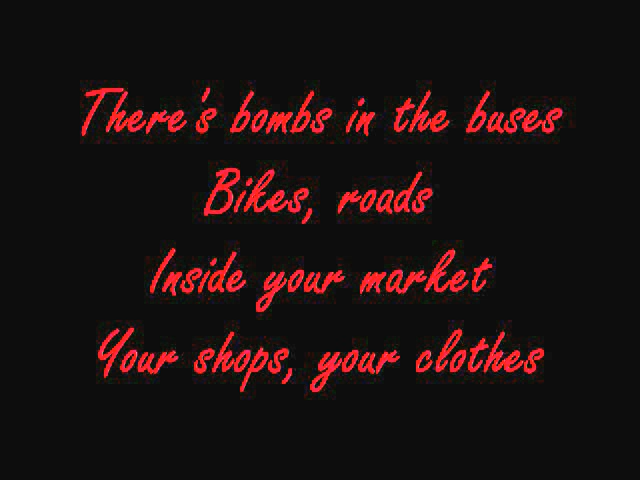 There's bombs in the buses
Bikes, roads
Inside your market
Your shops, your clothes